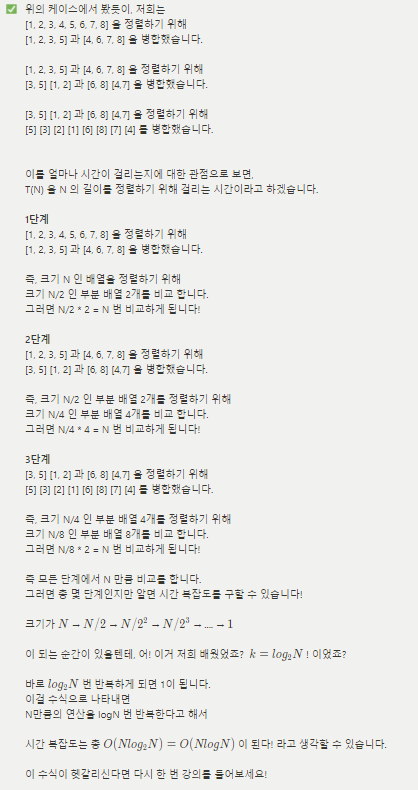 ✅ 위의 케이스에서 봤듯이, 저희는
[1, 2, 3, 4, 5, 6, 7, 8] 을 정렬하기 위해
[1, 2, 3, 5] 과 [4, 6, 7, 8] 을 병합했습니다.
[1, 2, 3, 5] 과 [4, 6, 7, 8] 을 정렬하기 위해
[3, 5] [1, 2] 과 [6, 8] [4,7] 을 병합했습니다.
[3, 5] [1, 2] 과 [6, 8] [4,7] 을 정렬하기 위해
[5] [3] [2] [1] [6] [8] [7] [4] 를 병합했습니다.
이를 얼마나 시간이 걸리는지에 대한 관점으로 보면,
T(N) 을 N 의 길이를 정렬하기 위해 걸리는 시간이라고 하겠습니다.
1단계
[1, 2, 3, 4, 5, 6, 7, 8] 을 정렬하기 위해
[1, 2, 3, 5] 과 [4, 6, 7, 8] 을 병합했습니다.
즉, 크기 N 인 배열을 정렬하기 위해
크기 N/2 인 부분 배열 2개를 비교 합니다.
그러면 N/2 * 2 = N 번 비교하게 됩니다!
2단계
[1, 2, 3, 5] 과 [4, 6, 7, 8] 을 정렬하기 위해
[3, 5] [1, 2] 과 [6, 8] [4,7] 을 병합했습니다.
즉, 크기 N/2 인 부분 배열 2개를 정렬하기 위해
크기 N/4 인 부분 배열 4개를 비교 합니다.
그러면 N/4 * 4 = N 번 비교하게 됩니다!
3단계
[3, 5] [1, 2] 과 [6, 8] [4,7] 을 정렬하기 위해
[5] [3] [2] [1] [6] [8] [7] [4] 를 병합했습니다.
즉, 크기 N/4 인 부분 배열 4개를 정렬하기 위해
크기 N/8 인 부분 배열 8개를 비교 합니다.
그러면 N/8 * 2 = N 번 비교하게 됩니다!
즉 모든 단계에서 N 만큼 비교를 합니다.
그러면 총 몇 단계인지만 알면 시간 복잡도를 구할 수 있습니다!
크기가 N → N/2 → N/2² → N/2³ → .... → 1
이 되는 순간이 있을텐데, 어! 이거 저희 배웠었죠? k = log₂N ! 이었죠?
바로 log₂N 번 반복하게 되면 1이 됩니다.
이걸 수식으로 나타내면
N만큼의 연산을 logN 번 반복한다고 해서
시간 복잡도는 총 O(Nlog₂N) = O(NlogN) 이 된다! 라고 생각할 수 있습니다.
이 수식이 헷갈리신다면 다시 한 번 강의를 들어보세요!